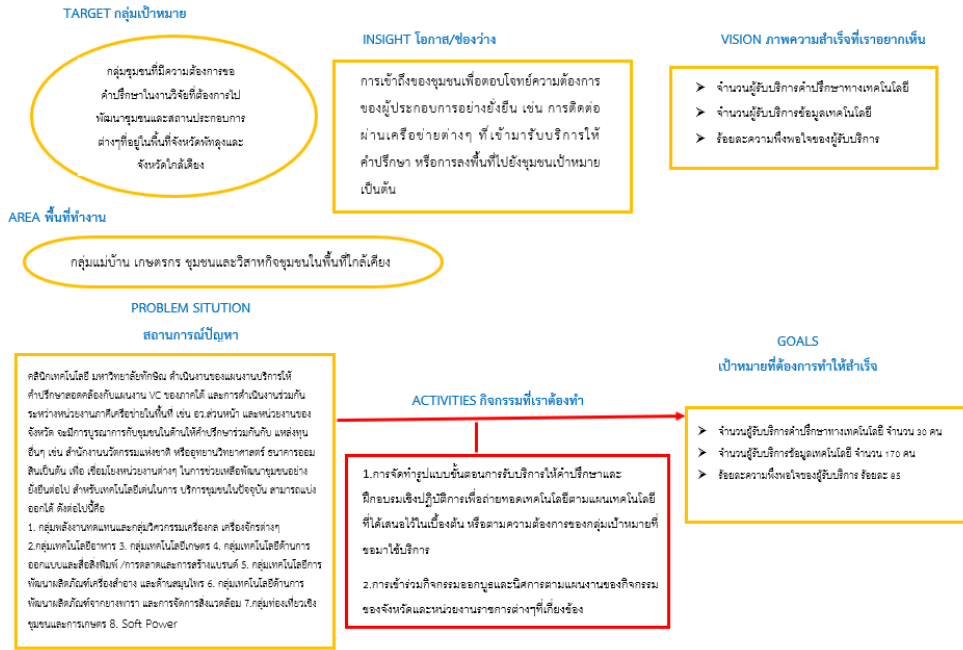 TARGET กลุ่มเป้าหมาย
กลุ่มชุมชนที่มีความต้องการขอ
คำปรึกษาในงานวิจัยที่ต้องการไป
พัฒนาชุมชนและสถานประกอบการ
ต่างๆที่อยู่ในพื้นที่จังหวัดพัทลุงและ
จังหวัดใกล้เคียง
INSIGHT โอกาส/ช่องว่าง
การเข้าถึงของชุมชนเพื่อตอบโจทย์ความต้องการ
ของผู้ประกอบการอย่างยั่งยืน เช่น การติดต่อ
ผ่านเครือข่ายต่างๆ ที่เข้ามารับบริการให้
คำปรึกษา หรือการลงพื้นที่ไปยังชุมชนเป้าหมาย
เป็นต้น
VISION ภาพความสำเร็จที่เราอยากเห็น
➢ จำนวนผู้รับบริการคำปรึกษาทางเทคโนโลยี
➢ จำนวนผู้รับบริการข้อมูลเทคโนโลยี
➢ ร้อยละความพึงพอใจของผู้รับบริการ
AREA พื้นที่ทำงาน
กลุ่มแม่บ้าน เกษตรกร ชุมชนและวิสาหกิจชุมชนในพื้นที่ใกล้เคียง
PROBLEM SITUTION
สถานการณ์ปัญหา
คลินิกเทคโนโลยี มหาวิทยาลัยทักษิณ ดำเนินงานของแผนงานบริการให้
คำปรึกษาสอดคล้องกับแผนงาน VC ของภาคใต้ และการดำเนินงานร่วมกัน
ระหว่างหน่วยงานภาคีเครือข่ายในพื้นที่ เช่น อว.ส่วนหน้า และหน่วยงานของ
จังหวัด จะมีการบูรณาการกับชุมชนในด้านให้คำปรึกษาร่วมกันกับ แหล่งทุน
อื่นๆ เช่น สำนักงานนวัตกรรมแห่งชาติ หรืออุทยานวิทยาศาสตร์ ธนาคารออม
สินเป็นต้น เพื่อ เชื่อมโยงหน่วยงานต่างๆ ในการช่วยเหลือพัฒนาชุมชนอย่าง
ยั่งยืนต่อไป สำหรับเทคโนโลยีเด่นในการ บริการชุมชนในปัจจุบัน สามารถแบ่ง
ออกได้ ดังต่อไปนี้คือ
1. กลุ่มพลังงานทดแทนและกลุ่มวิศวกรรมเครื่องกล เครื่องจักรต่างๆ
2.กลุ่มเทคโนโลยีอาหาร 3. กลุ่มเทคโนโลยีเกษตร 4. กลุ่มเทคโนโลยีด้านการ
ออกแบบและสื่อสิ่งพิมพ์ /การตลาดและการสร้างแบรนด์ 5. กลุ่มเทคโนโลยีการ
พัฒนาผลิตภัณฑ์เครื่องสำอาง และด้านสมุนไพร 6. กลุ่มเทคโนโลยีด้านการ
พัฒนาผลิตภัณฑ์จากยางพารา และการจัดการสิ่งแวดล้อม 7.กลุ่มท่องเที่ยวเชิง
ชุมชนและการเกษตร 8. Soft Power
ACTIVITIES กิจกรรมที่เราต้องทำ
1.การจัดทำรูปแบบขั้นตอนการรับบริการให้คำปรึกษาและ
ฝึกอบรมเชิงปฏิบัติการเพื่อถ่ายทอดเทคโนโลยีตามแผนเทคโนโลยี
ที่ได้เสนอไว้ในเบื้องต้น หรือตามความต้องการของกลุ่มเป้าหมายที่
ขอมาใช้บริการ
2.การเข้าร่วมกิจกรรมออกบูธและนิศการตามแผนงานของกิจกรรม
ของจังหวัดและหน่วยงานราชการต่างๆที่เกี่ยงข้อง
GOALS
เป้าหมายที่ต้องการทำให้สำเร็จ
➢ จำนวนผู้รับบริการคำปรึกษาทางเทคโนโลยี จำนวน 30 คน
➢ จำนวนผู้รับบริการข้อมูลเทคโนโลยี จำนวน 170 คน
➢ ร้อยละความพึงพอใจของผู้รับบริการ ร้อยละ 85